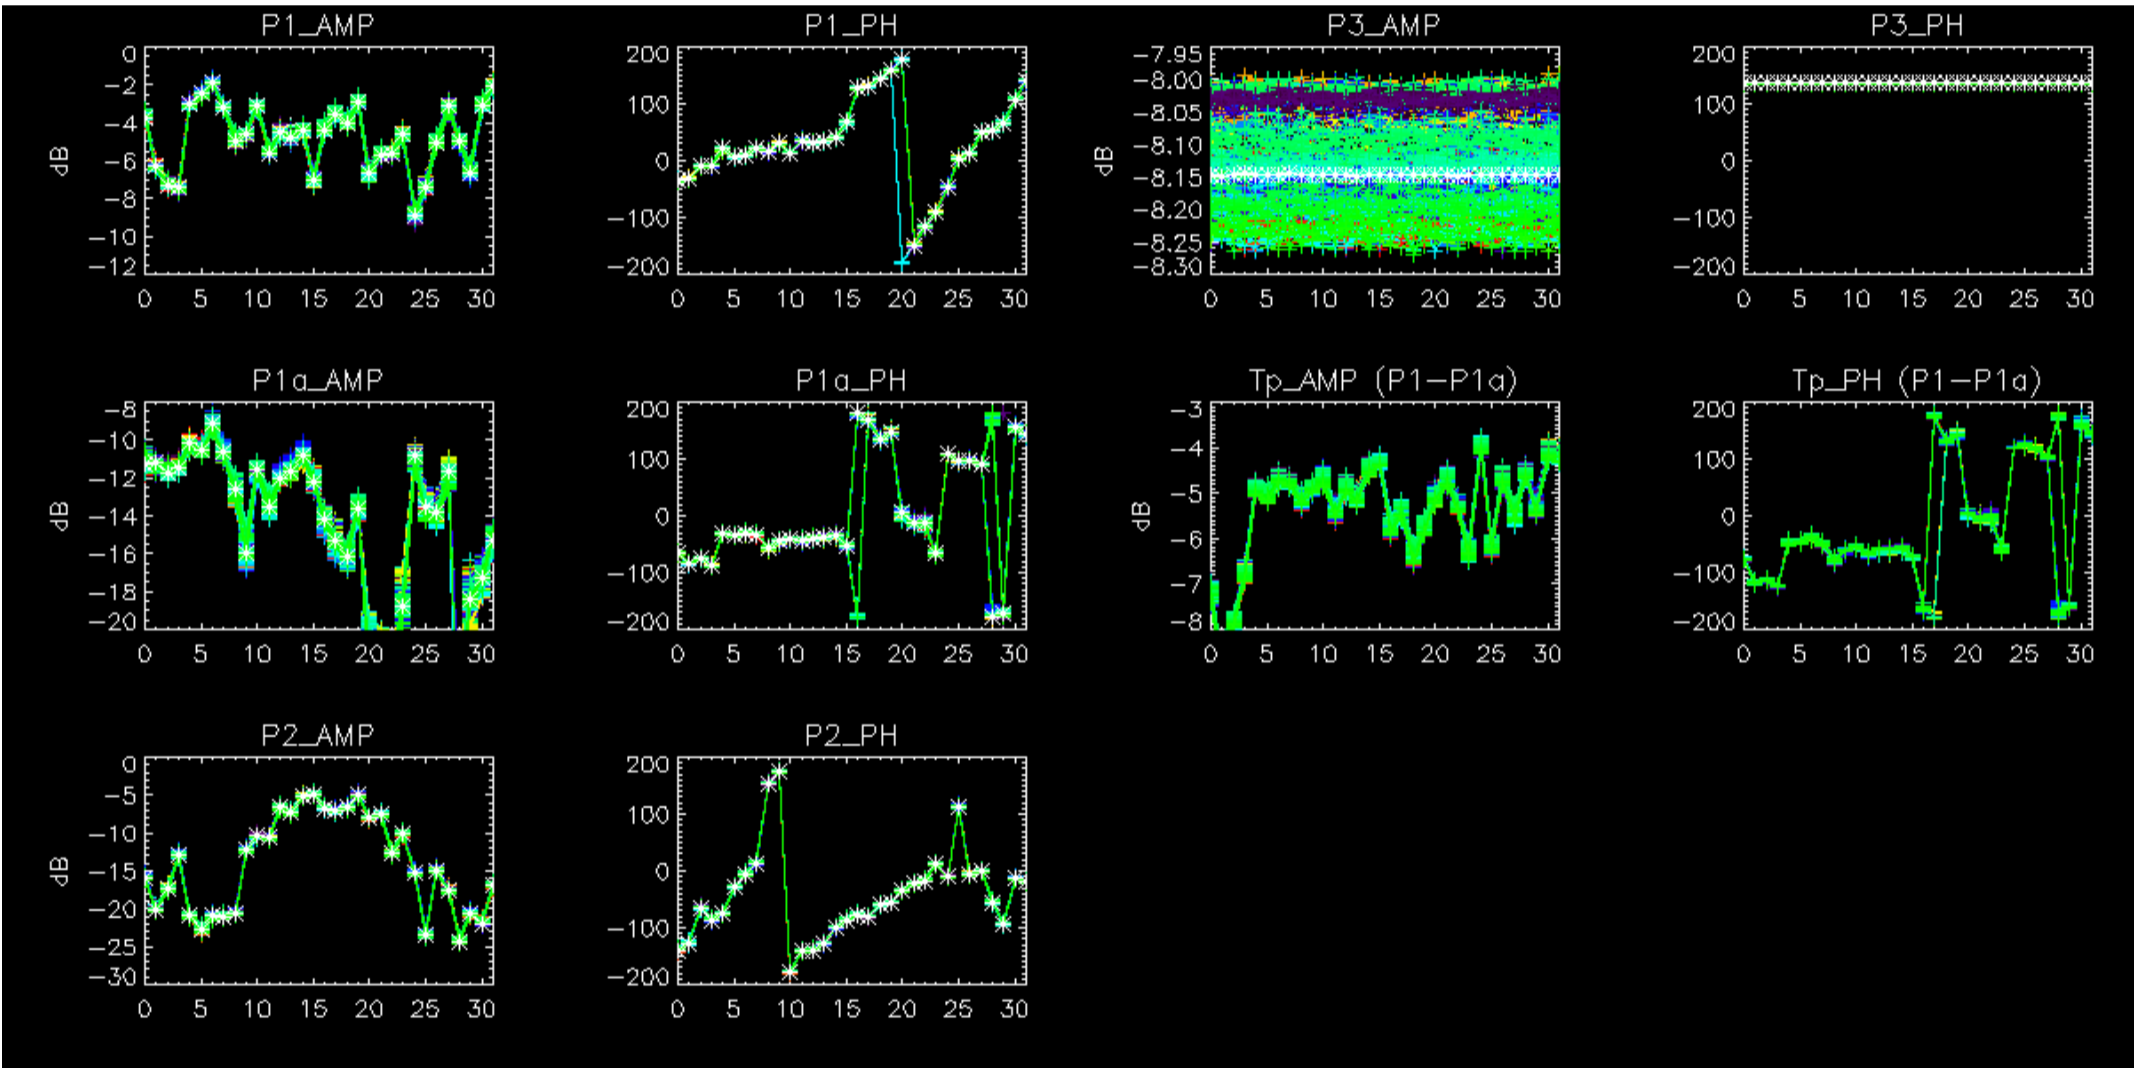 P1_AMP
0
−2
−4
−6
−8
−10
−12
dB
0 5 10 15 20 25 30
P1_PH
200
100
0
−100
−200
0 5 10 15 20 25 30
P3_AMP
−7.95
−8.00
−8.05
−8.10
−8.15
−8.20
−8.25
−8.30
dB
0 5 10 15 20 25 30
P3_PH
200
100
0
−100
−200
0 5 10 15 20 25 30
P1a_AMP
−8
−10
−12
−14
−16
−18
−20
dB
0 5 10 15 20 25 30
P1a_PH
200
100
0
−100
−200
0 5 10 15 20 25 30
Tp_AMP (P1−P1a)
−3
−4
−5
−6
−7
−8
dB
0 5 10 15 20 25 30
Tp_PH (P1−P1a)
200
100
0
−100
−200
0 5 10 15 20 25 30
P2_AMP
0
−5
−10
−15
−20
−25
−30
dB
0 5 10 15 20 25 30
P2_PH
200
100
0
−100
−200
0 5 10 15 20 25 30